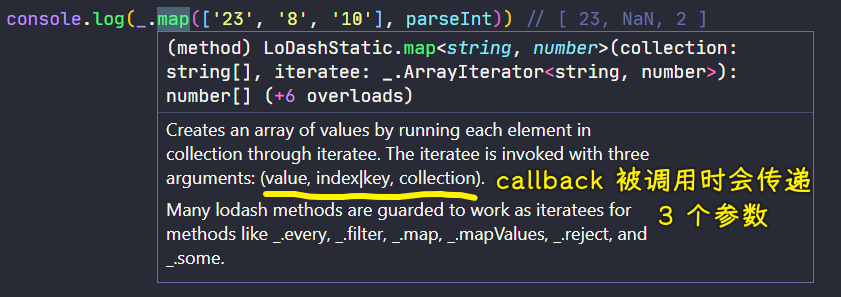 console.log(_.map(['23', '8', '10'], parseInt)) // [ 23, NaN, 2 ]
(method) LoDashStatic.map<string, number>(collection:
string[], iteratee: _.ArrayIterator<string, number>):
number[] (+6 overloads)
Creates an array of values by running each element in
collection through iteratee. The iteratee is invoked with three
arguments: (value, index|key, collection).
callback 被调用时会传递
3 个参数
Many lodash methods are guarded to work as iteratees for
methods like _.every, _.filter, _.map, _.mapValues, _.reject, and
_.some.